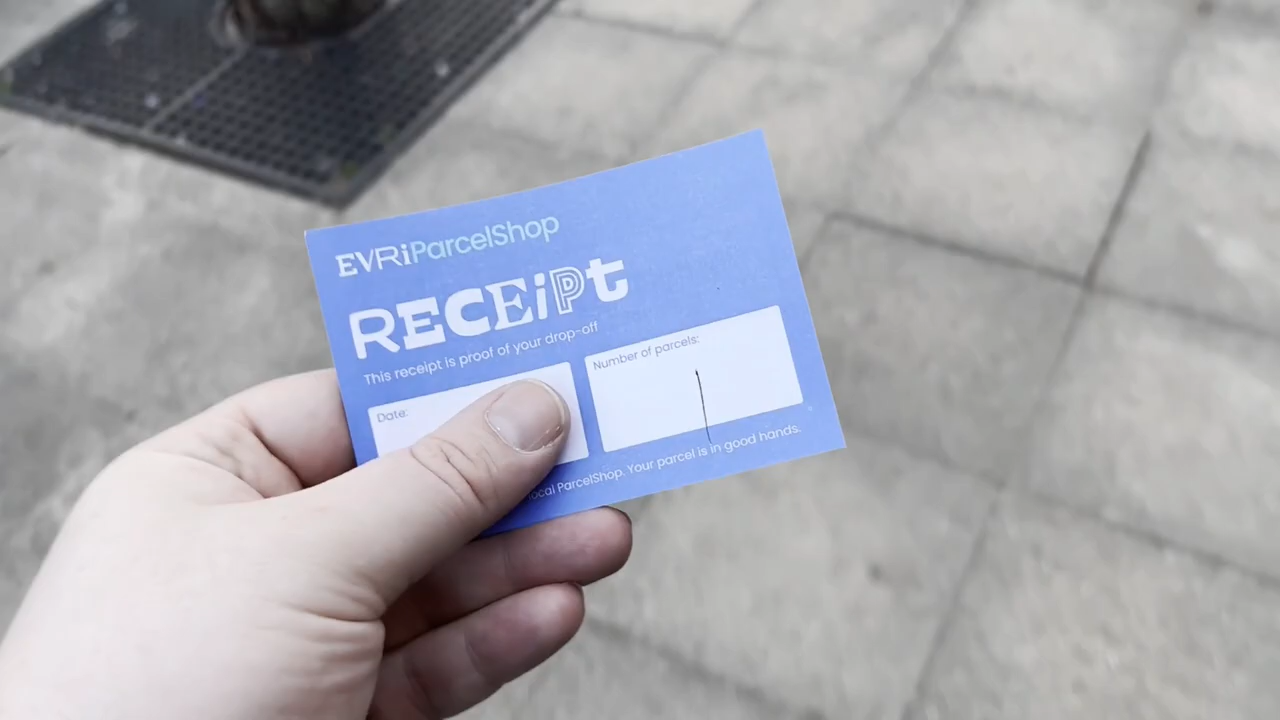 EVRi ParcelShop
RECEiPt
This receipt is proof of your drop-off
Date:
Number of parcels:
1
local ParcelShop. Your parcel is in good hands.